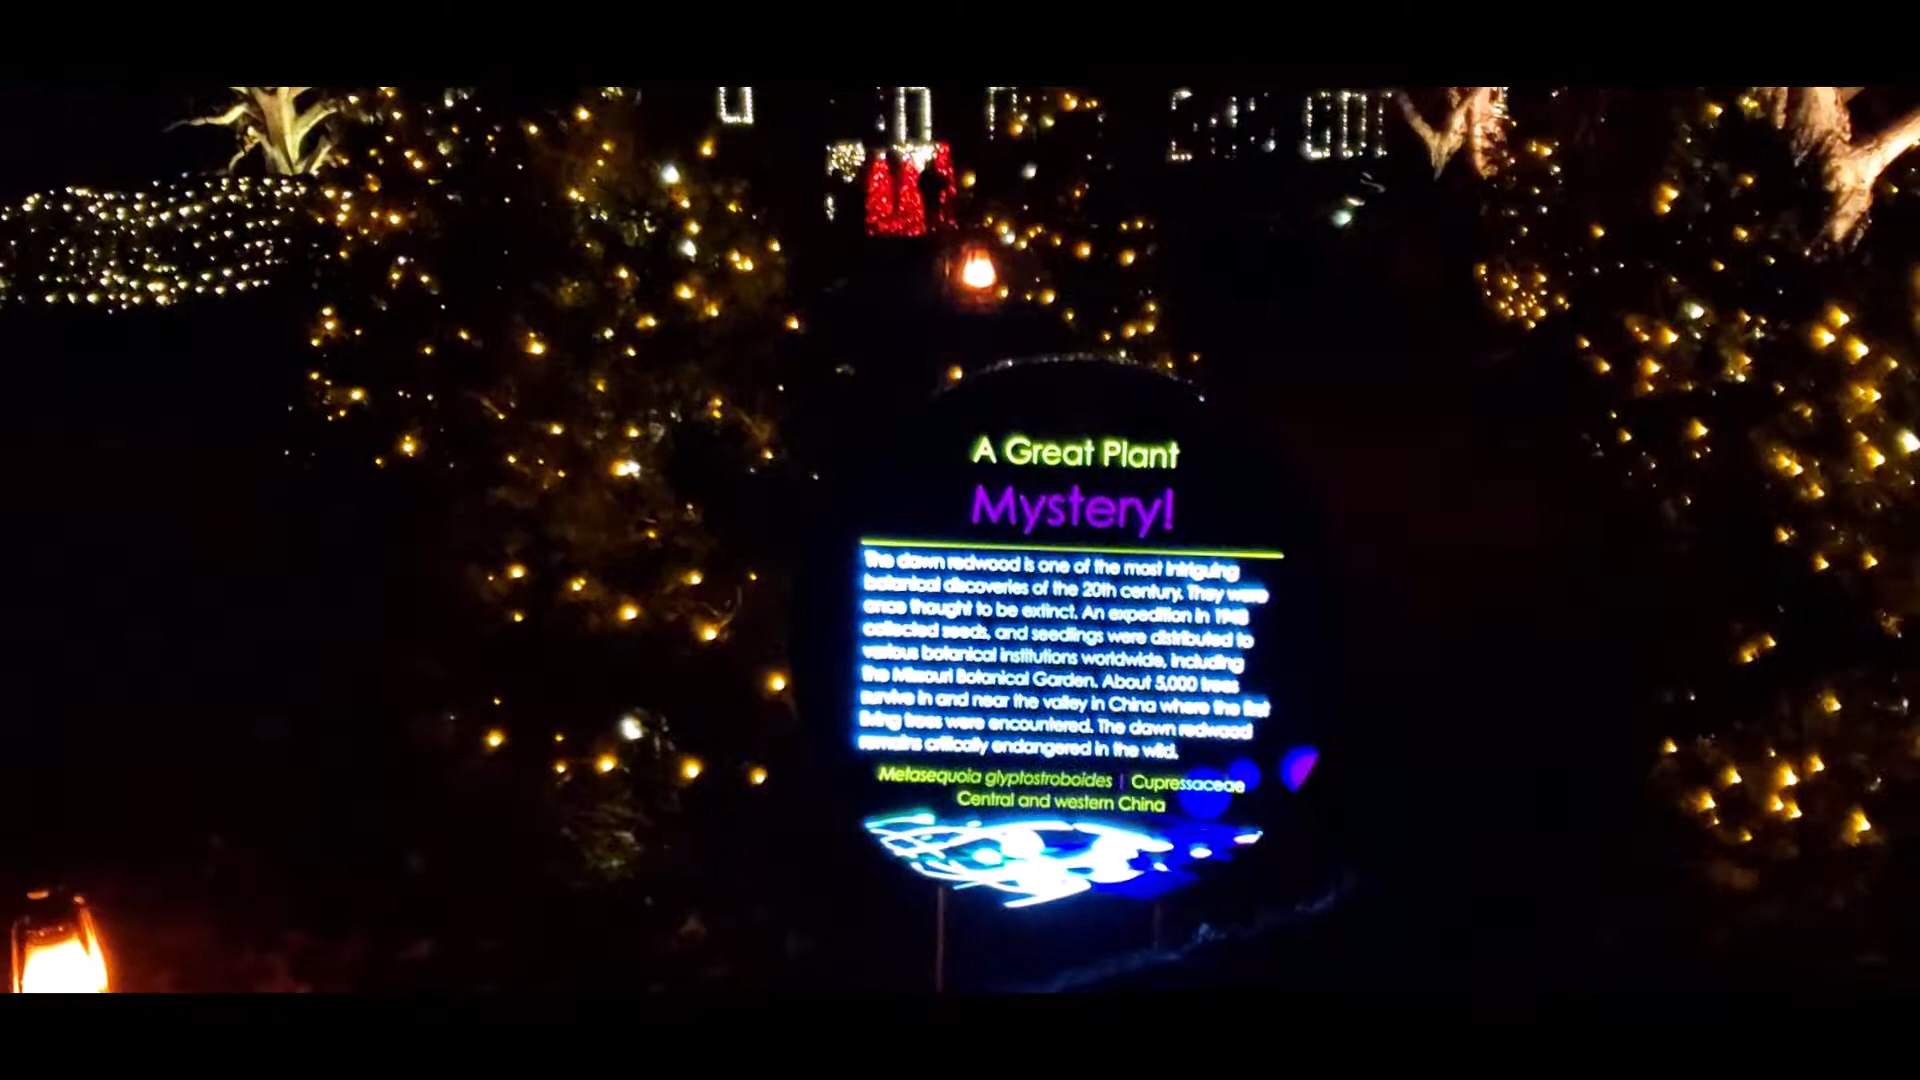 A Great Plant
Mystery!
The dawn redwood is one of the most intriguing
botanical discoveries of the 20th century. They were
once thought to be extinct. An expedition in 1948
collected seeds, and seedlings were distributed to
various botanical institutions worldwide, including
the Missouri Botanical Garden. About 5,000 trees
survive in and near the valley in China where the first
living trees were encountered. The dawn redwood
remains critically endangered in the wild.
Metasequoia glyptostroboides | Cupressaceae
Central and western China